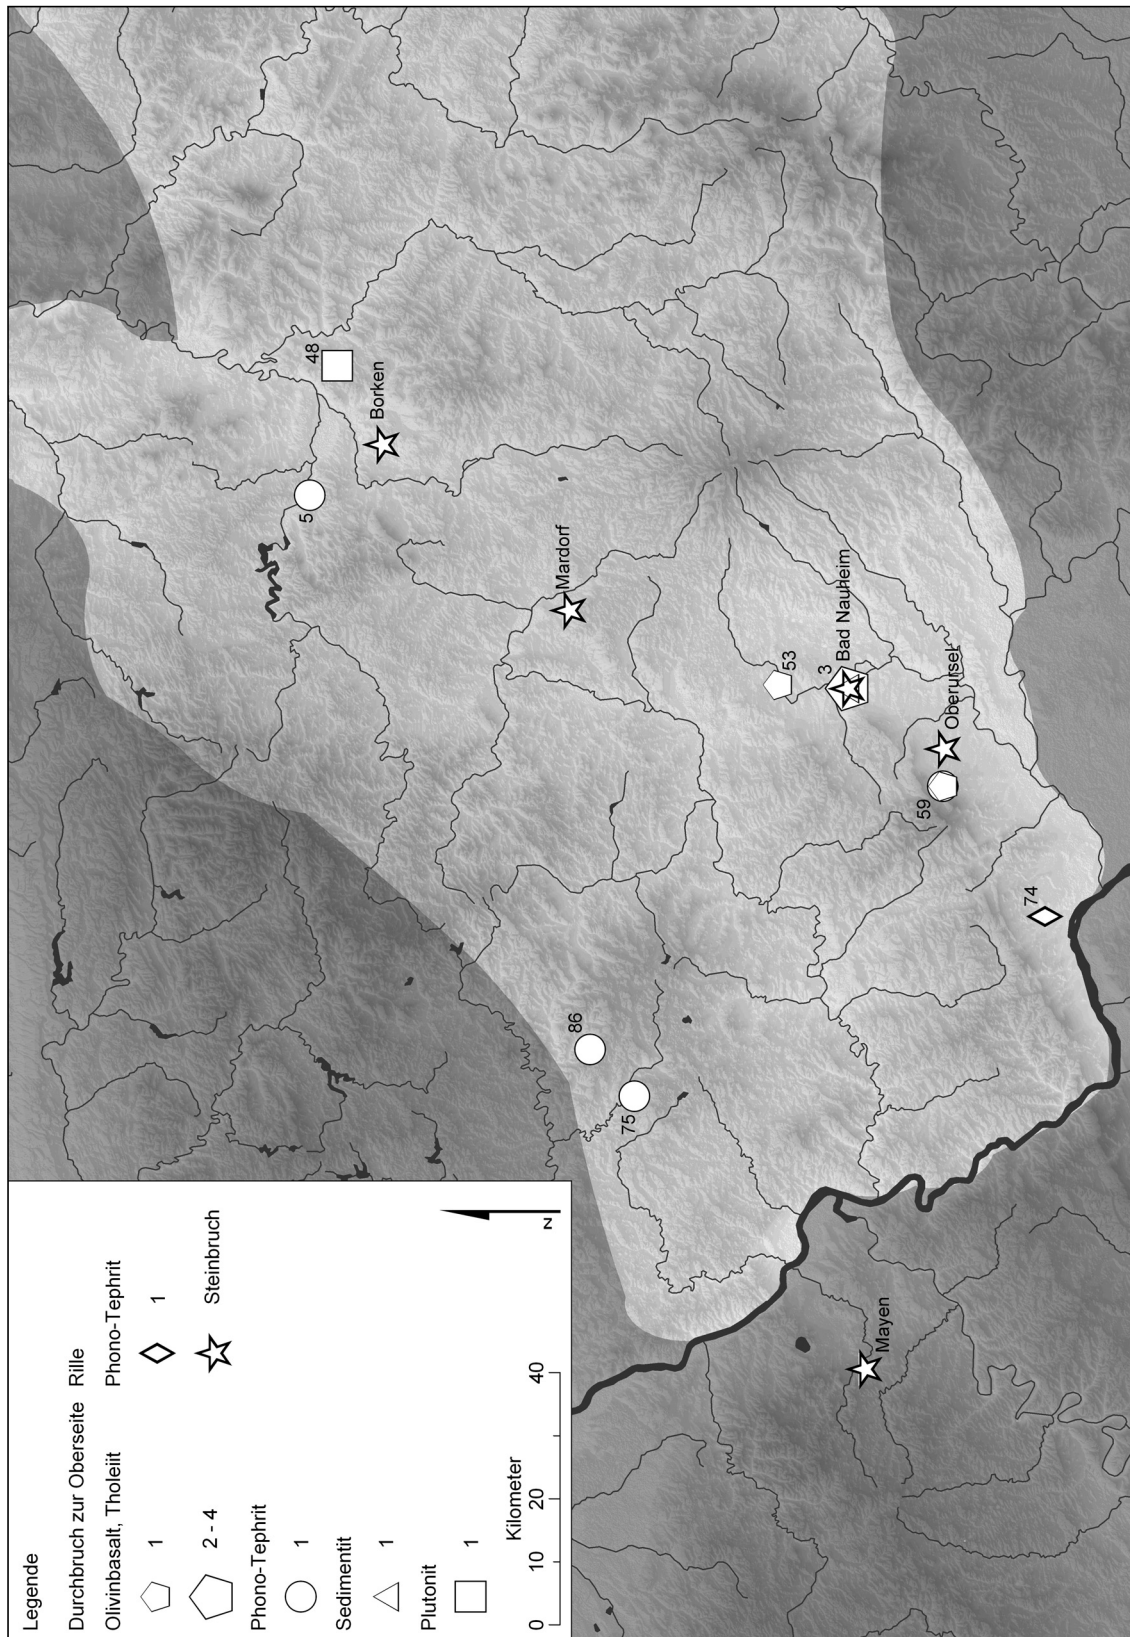 Legende
Durchbruch zur Oberseite Rille
Olivinbasalt, Tholeiit Phono-Tephrit
1 1
2 - 4 Steinbruch
Phono-Tephrit
1
Sedimentit
1
Plutonit
1
N
Kilometer
0 10 20 40
48
Borken
5
Mardorf
53
3
Bad Nauheim
Oberursel
59
74
86
75
Mayen